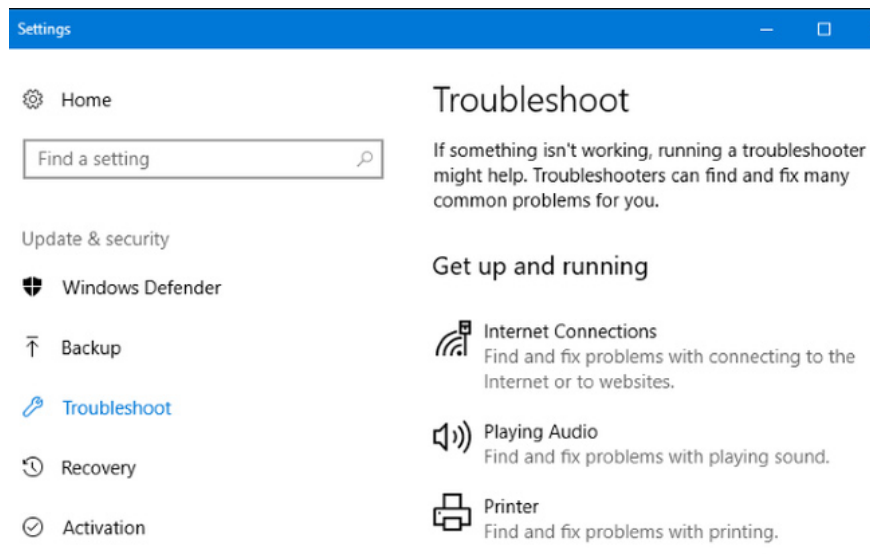 Settings
Home
Find a setting
Update & security
Windows Defender
Backup
Troubleshoot
Recovery
Activation
Troubleshoot
If something isn't working, running a troubleshooter
might help. Troubleshooters can find and fix many
common problems for you.
Get up and running
Internet Connections
Find and fix problems with connecting to the
Internet or to websites.
Playing Audio
Find and fix problems with playing sound.
Printer
Find and fix problems with printing.